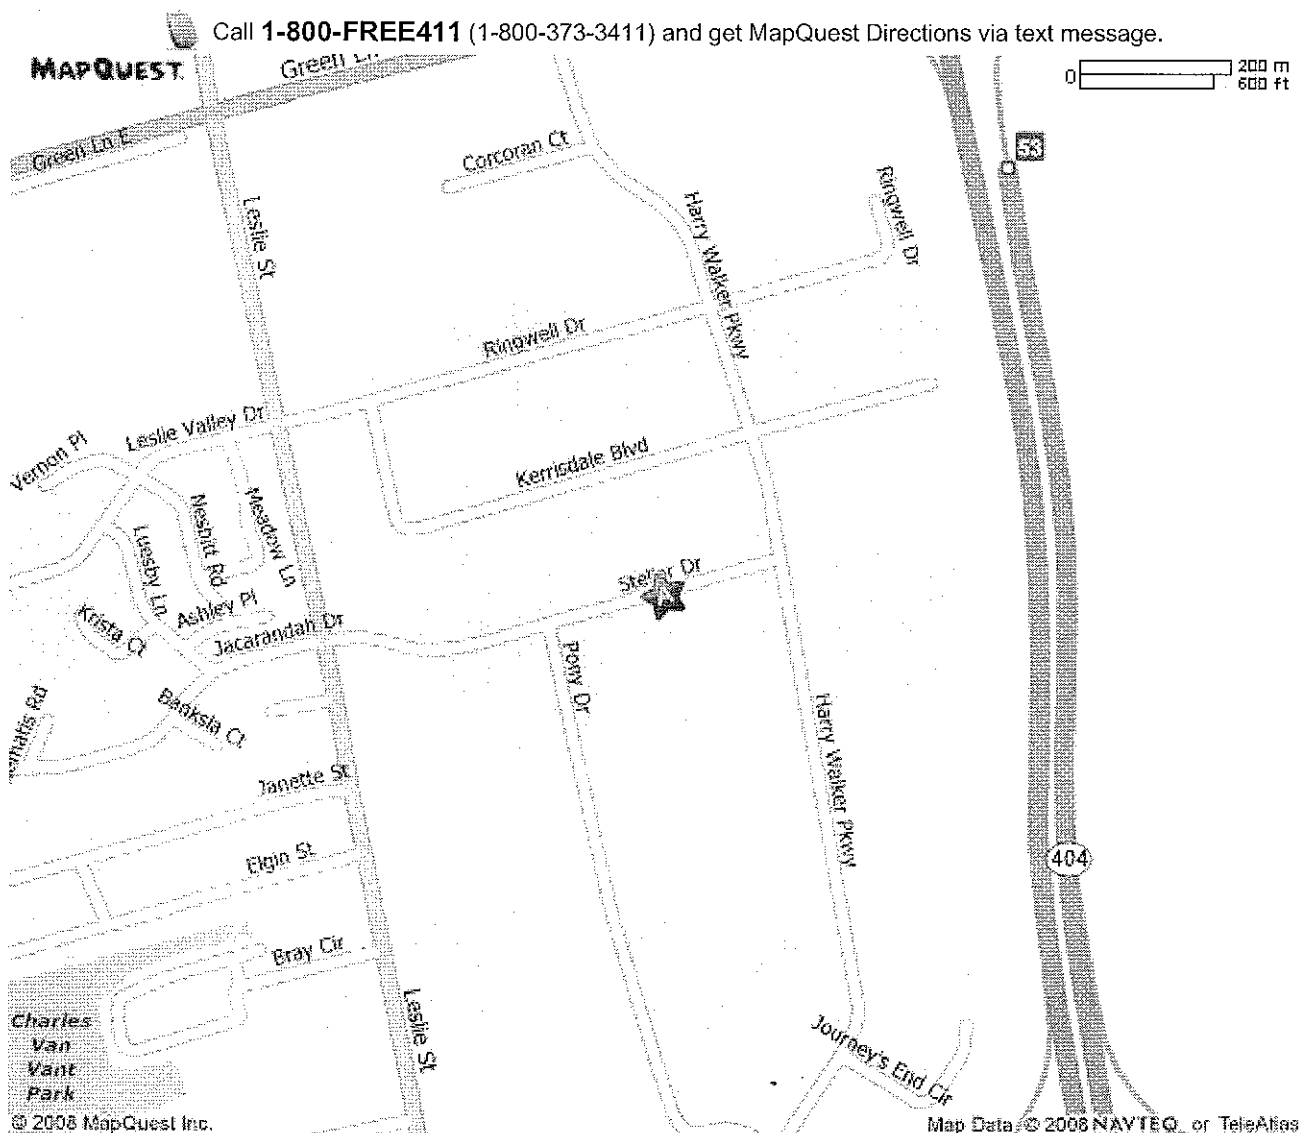 Call 1-800-FREE411 (1-800-373-3411) and get MapQuest Directions via text message.
MAPQUEST
Green Ln
0
200 m
600 ft
Green Ln E
Corcoran Ct
53
Leslie St
Harry Walker Pkwy
Ringwell Dr
Ringwell Dr
Leslie Valley Dr
Vernon Pl
Kerrisdale Blvd
Meadow Ln
Nesbitt Rd
Luesby Ln
Stellar Dr
Ashley Pl
Krista Ct
Jacarandah Dr
Pony Dr
Banksia Ct
Harry Walker Pkwy
Janette St
Elgin St
404
Bray Cir
Leslie St
Charles
Van
Vant
Park
Journey's End Cir
© 2008 MapQuest Inc.
Map Data © 2008 NAVTEQ or TeleAtlas